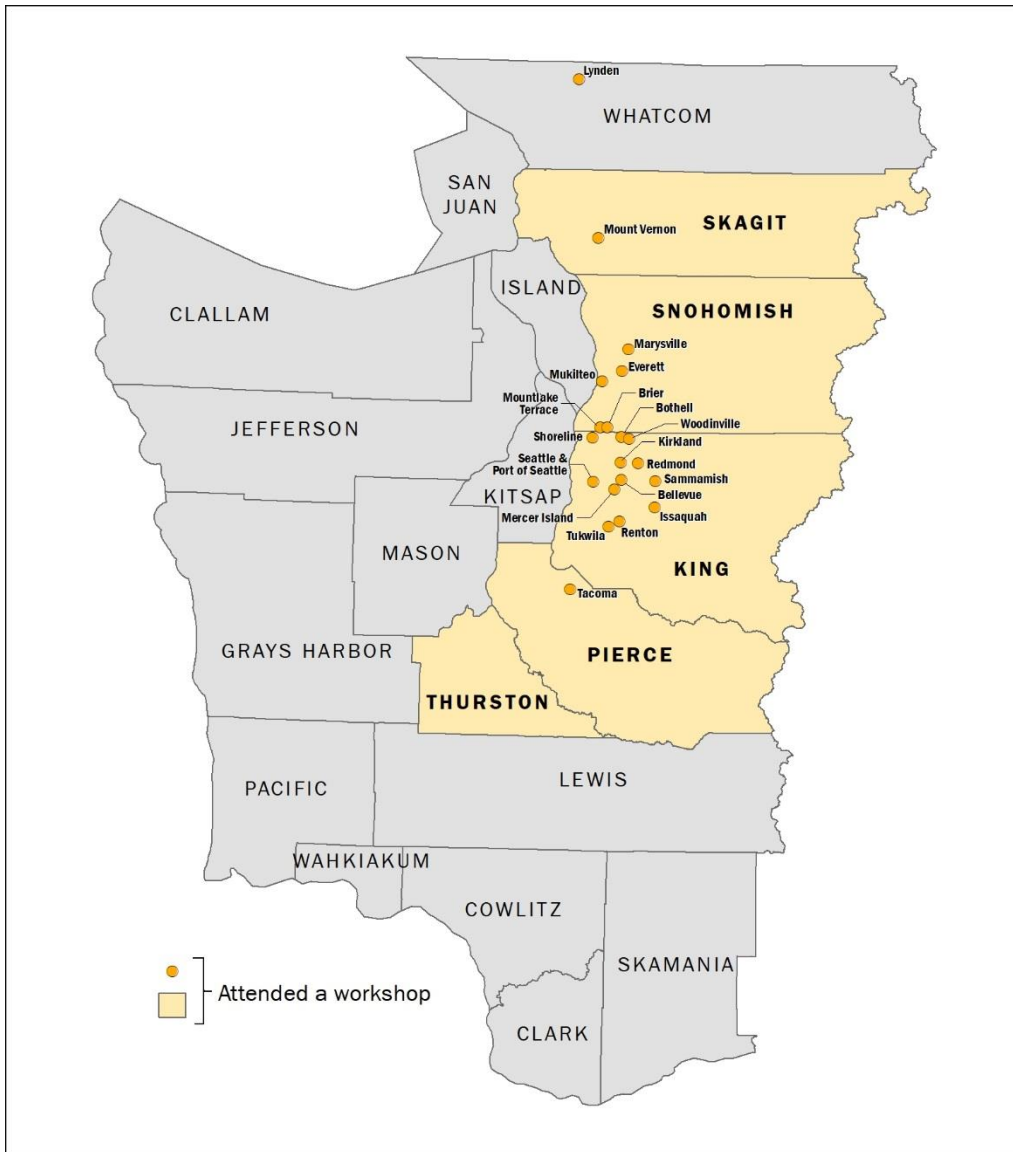 Lynden
WHATCOM
SAN
JUAN
SKAGIT
Mount Vernon
ISLAND
SNOHOMISH
CLALLAM
Marysville
Everett
Mukilteo
Brier
Mountlake
Terrace
Bothell
Woodinville
JEFFERSON
Shoreline
Kirkland
Seattle &
Port of Seattle
Redmond
Sammamish
KITSAP
Bellevue
Mercer Island
Issaquah
Tukwila
Renton
MASON
KING
Tacoma
GRAYS HARBOR
PIERCE
THURSTON
PACIFIC
LEWIS
WAHKIAKUM
COWLITZ
SKAMANIA
Attended a workshop
CLARK